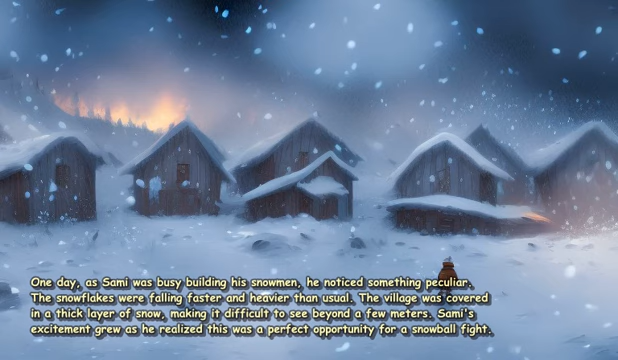 One day, as Sami was busy building his snowmen, he noticed something peculiar.
The snowflakes were falling faster and heavier than usual. The village was covered
in a thick layer of snow, making it difficult to see beyond a few meters. Sami's
excitement grew as he realized this was a perfect opportunity for a snowball fight.